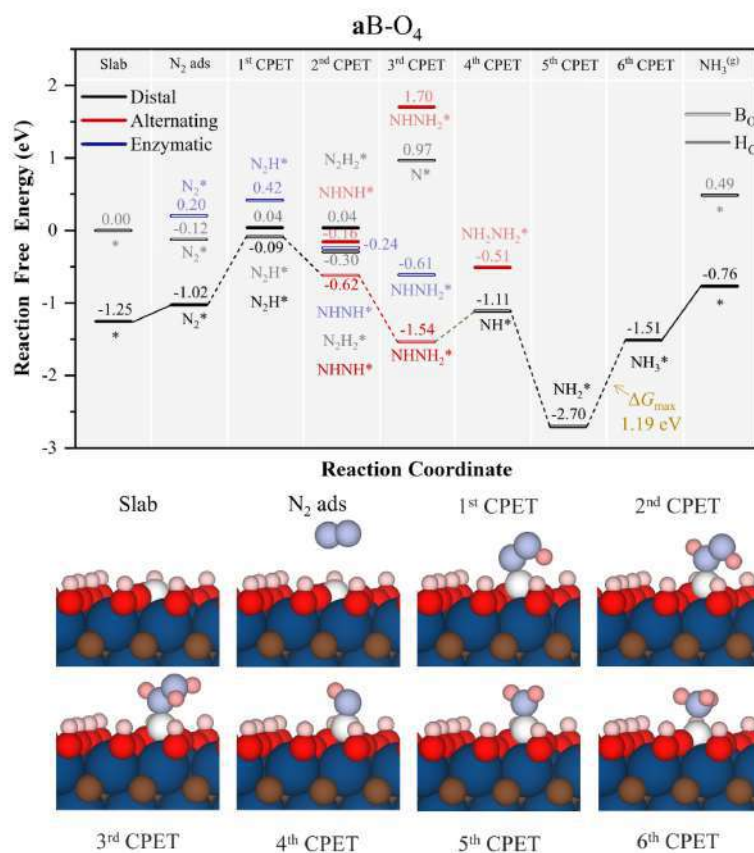 aB-O₄
Slab N₂ ads 1ˢᵗ CPET 2ⁿᵈ CPET 3ʳᵈ CPET 4ᵗʰ CPET 5ᵗʰ CPET 6ᵗʰ CPET NH₃⁽ᵍ⁾
Reaction Free Energy (eV)
2
1
0
-1
-2
-3
Distal
Alternating
Enzymatic
0.00
*
-1.25
*
N₂*
0.20
-0.12
N₂*
-1.02
N₂*
N₂H*
0.42
0.04
-0.09
N₂H*
N₂H*
N₂H₂*
NHNH*
0.04
-0.16
-0.24
-0.30
-0.62
NHNH*
N₂H₂*
NHNH*
1.70
NHNH₂*
0.97
N*
-0.61
NHNH₂*
-1.54
NHNH₂*
NH₂NH₂*
-0.51
-1.11
NH*
NH₂*
-2.70
-1.51
NH₃*
ΔGmax
1.19 eV
0.49
*
-0.76
*
Reaction Coordinate
Slab N₂ ads 1ˢᵗ CPET 2ⁿᵈ CPET
3ʳᵈ CPET 4ᵗʰ CPET 5ᵗʰ CPET 6ᵗʰ CPET